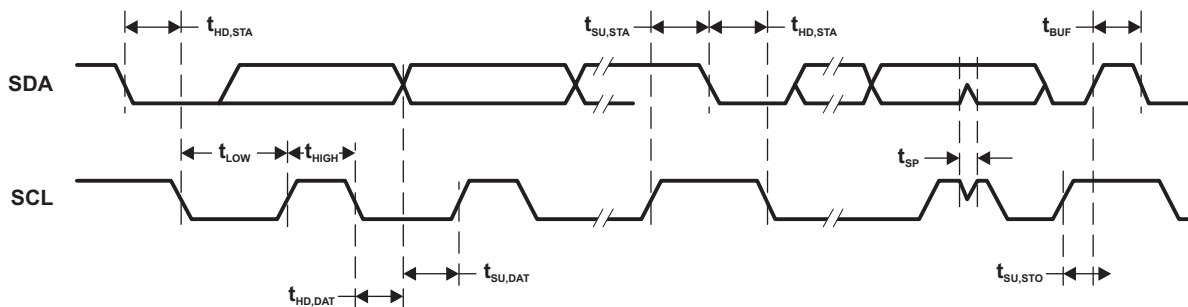 tHD,STA
tSU,STA
tHD,STA
tBUF
SDA
tLOW
tHIGH
tSP
SCL
tSU,DAT
tSU,STO
tHD,DAT